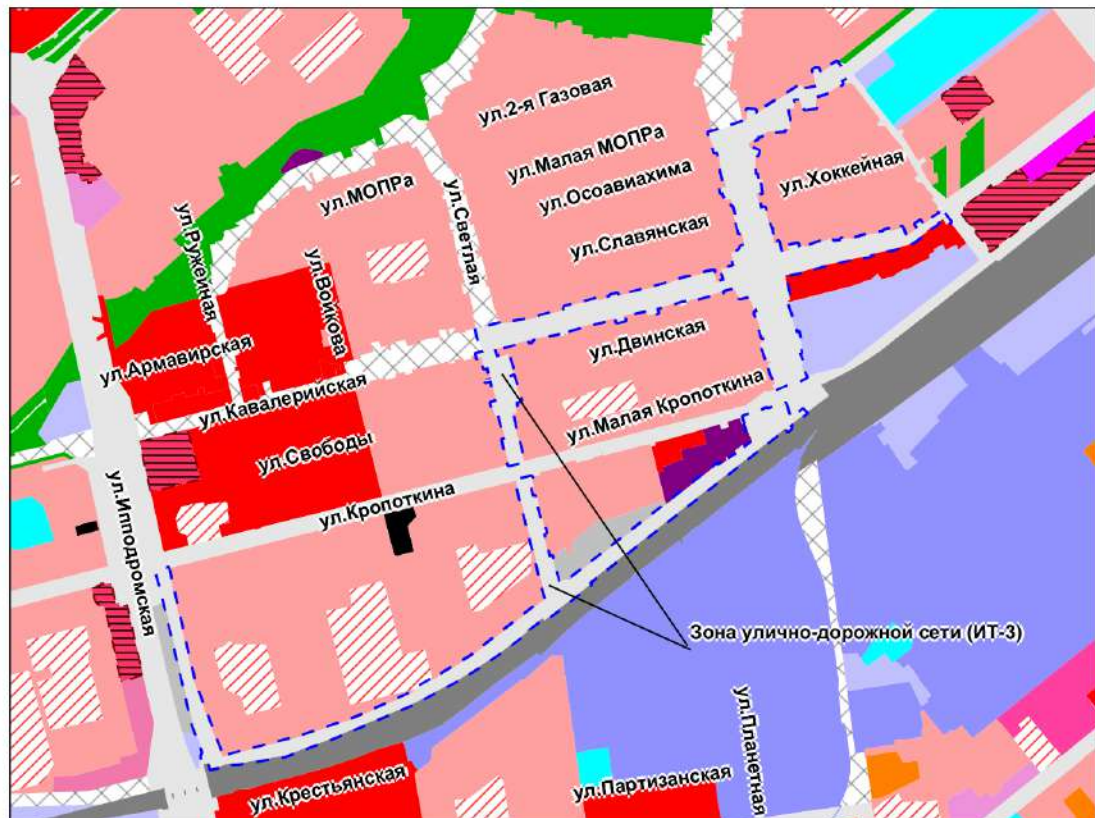 ул.2-я Газовая
ул.Малая МОПРа
ул.Хоккейная
ул.МОПРа
ул.Светлая
ул.Осоавиахима
ул.Ружейная
ул.Войкова
ул.Славянская
ул.Армавирская
ул.Двинская
ул.Кавалерийская
ул.Малая Кропоткина
ул.Свободы
ул.Ипподромская
ул.Кропоткина
Зона улично-дорожной сети (ИТ-3)
ул.Планетная
ул.Крестьянская
ул.Партизанская